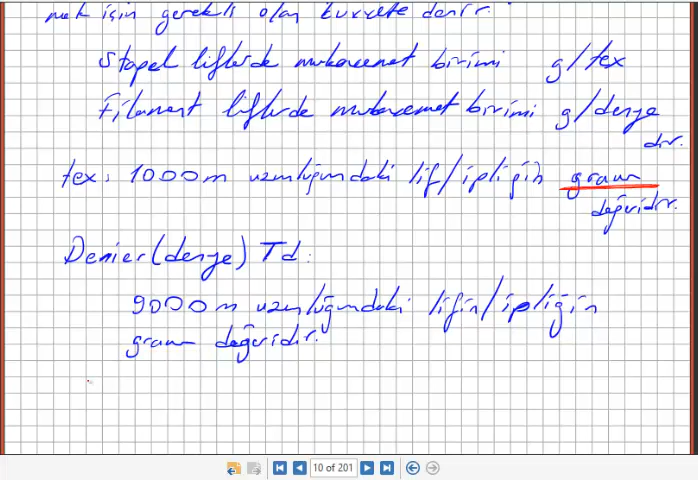 mek için gerekli olan kuvvete denir.
Stapel liflerde mukavemet birimi g/tex
Filament liflerde mukavemet birimi g/denye
dir.
tex: 1000m uzunluğundaki lif/ipliğin gram
değeridir.
Denier(denye) Td:
9000m uzunluğundaki lifin/ipliğin
gram değeridir.
10 of 201